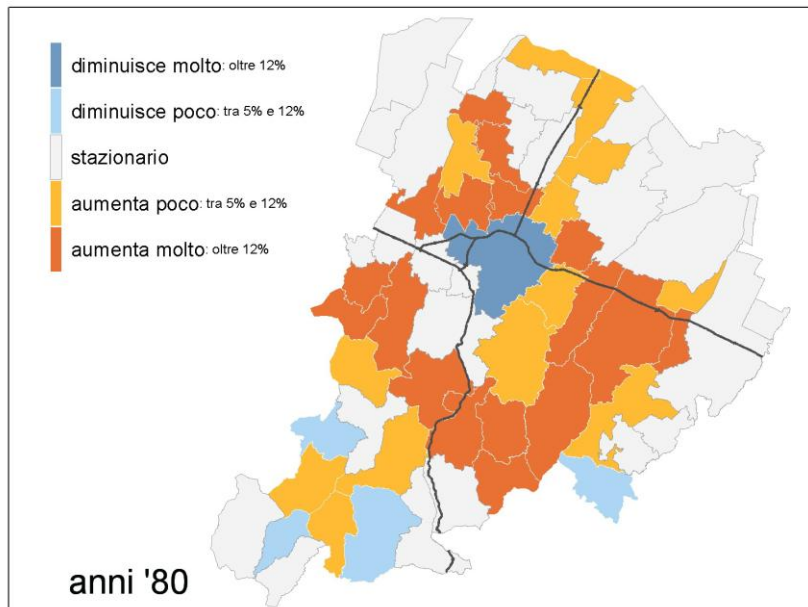 diminuisce molto: oltre 12%
diminuisce poco: tra 5% e 12%
stazionario
aumenta poco: tra 5% e 12%
aumenta molto: oltre 12%
anni '80